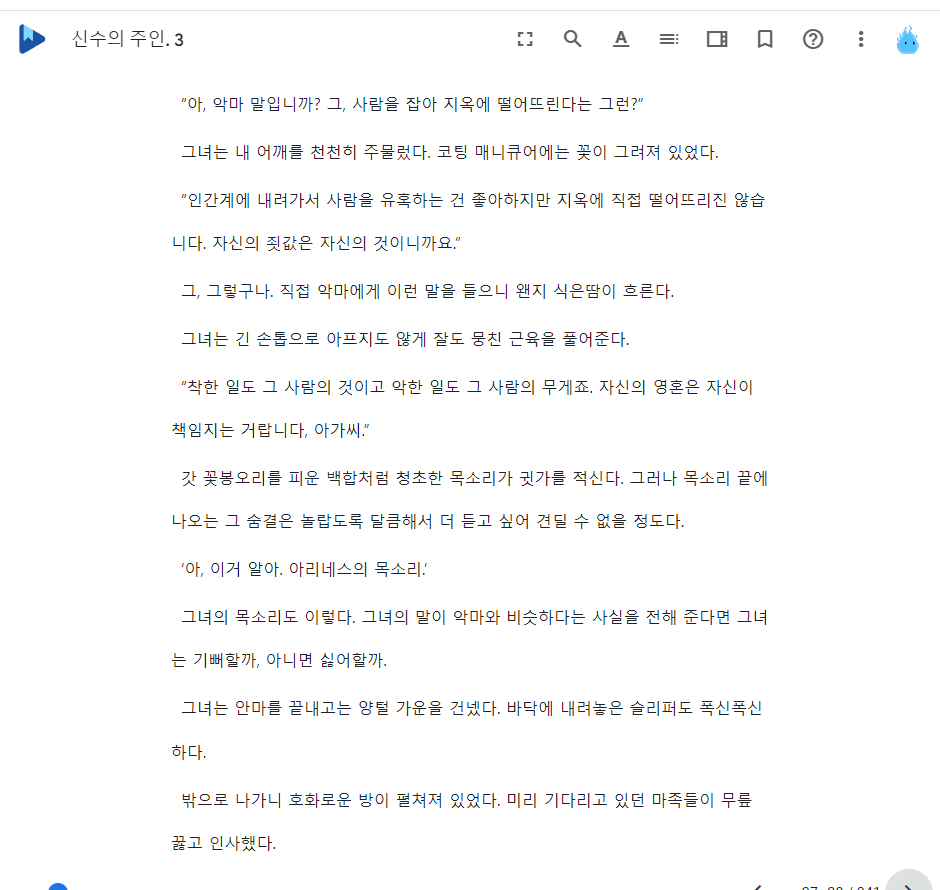 신수의 주인. 3
"아, 악마 말입니까? 그, 사람을 잡아 지옥에 떨어뜨린다는 그런?"
그녀는 내 어깨를 천천히 주물렀다. 코팅 매니큐어에는 꽃이 그려져 있었다.
"인간계에 내려가서 사람을 유혹하는 건 좋아하지만 지옥에 직접 떨어뜨리진 않습
니다. 자신의 죗값은 자신의 것이니까요."
그, 그렇구나. 직접 악마에게 이런 말을 들으니 왠지 식은땀이 흐른다.
그녀는 긴 손톱으로 아프지도 않게 잘도 뭉친 근육을 풀어준다.
"착한 일도 그 사람의 것이고 악한 일도 그 사람의 무게죠. 자신의 영혼은 자신이
책임지는 거랍니다, 아가씨."
갓 꽃봉오리를 피운 백합처럼 청초한 목소리가 귓가를 적신다. 그러나 목소리 끝에
나오는 그 숨결은 놀랍도록 달큼해서 더 듣고 싶어 견딜 수 없을 정도다.
'아, 이거 알아. 아리네스의 목소리.'
그녀의 목소리도 이렇다. 그녀의 말이 악마와 비슷하다는 사실을 전해 준다면 그녀
는 기뻐할까, 아니면 싫어할까.
그녀는 안마를 끝내고는 양털 가운을 건넸다. 바닥에 내려놓은 슬리퍼도 폭신폭신
하다.
밖으로 나가니 호화로운 방이 펼쳐져 있었다. 미리 기다리고 있던 마족들이 무릎
꿇고 인사했다.